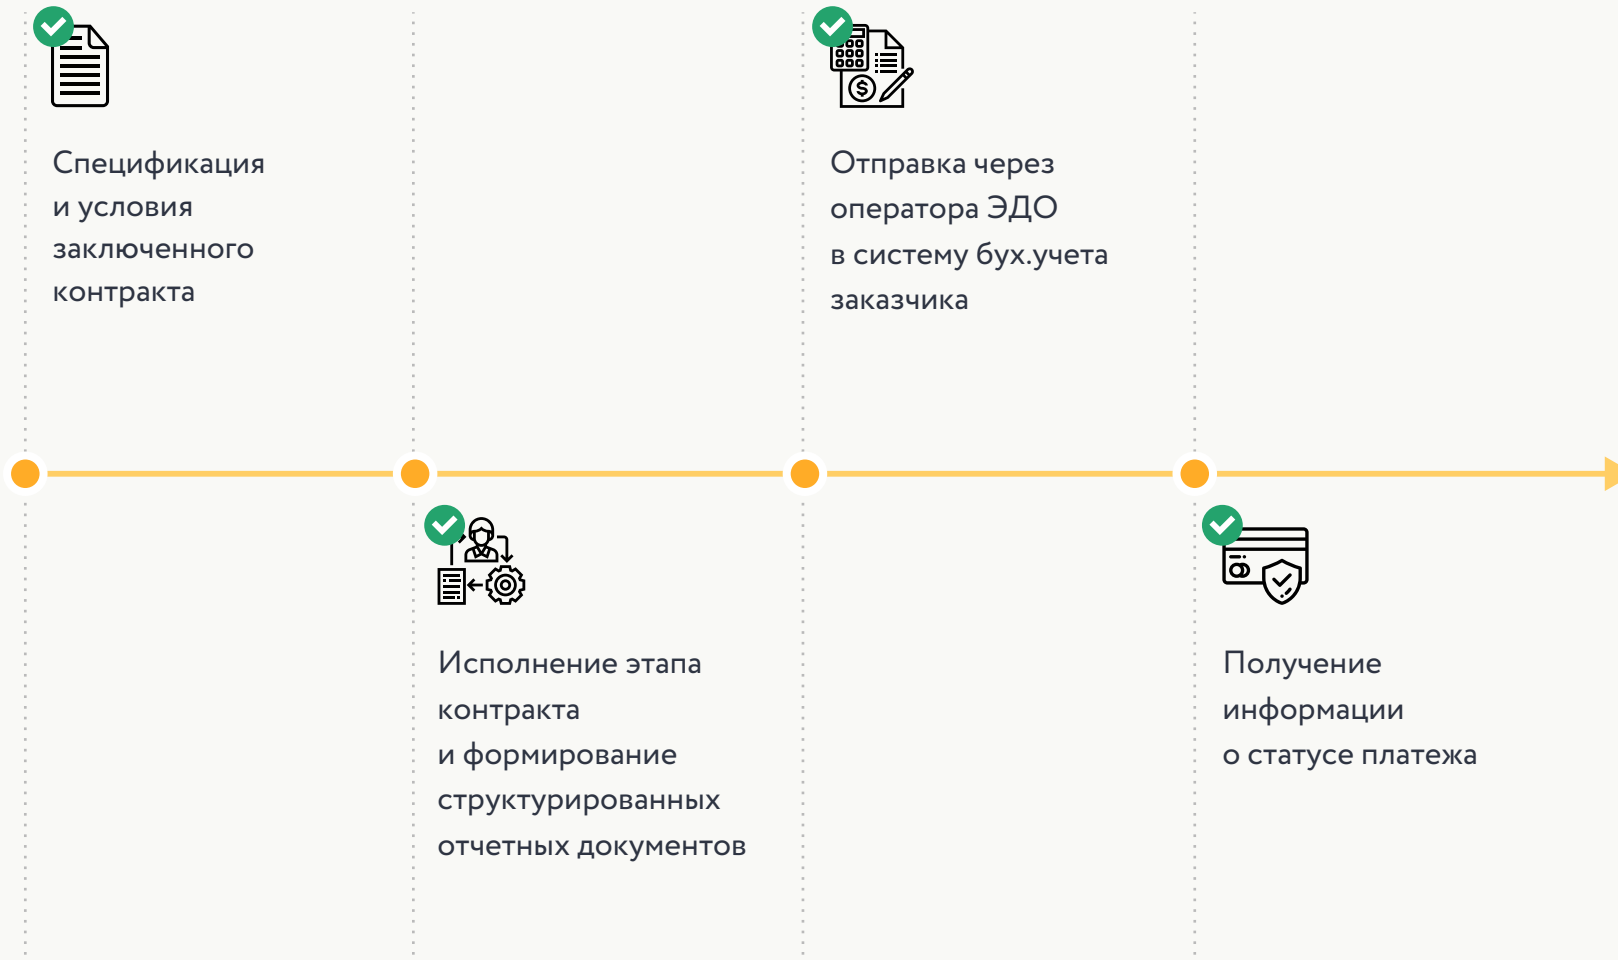 Спецификация
и условия
заключенного
контракта
Исполнение этапа
контракта
и формирование
структурированных
отчетных документов
Отправка через
оператора ЭДО
в систему бух.учета
заказчика
Получение
информации
о статусе платежа